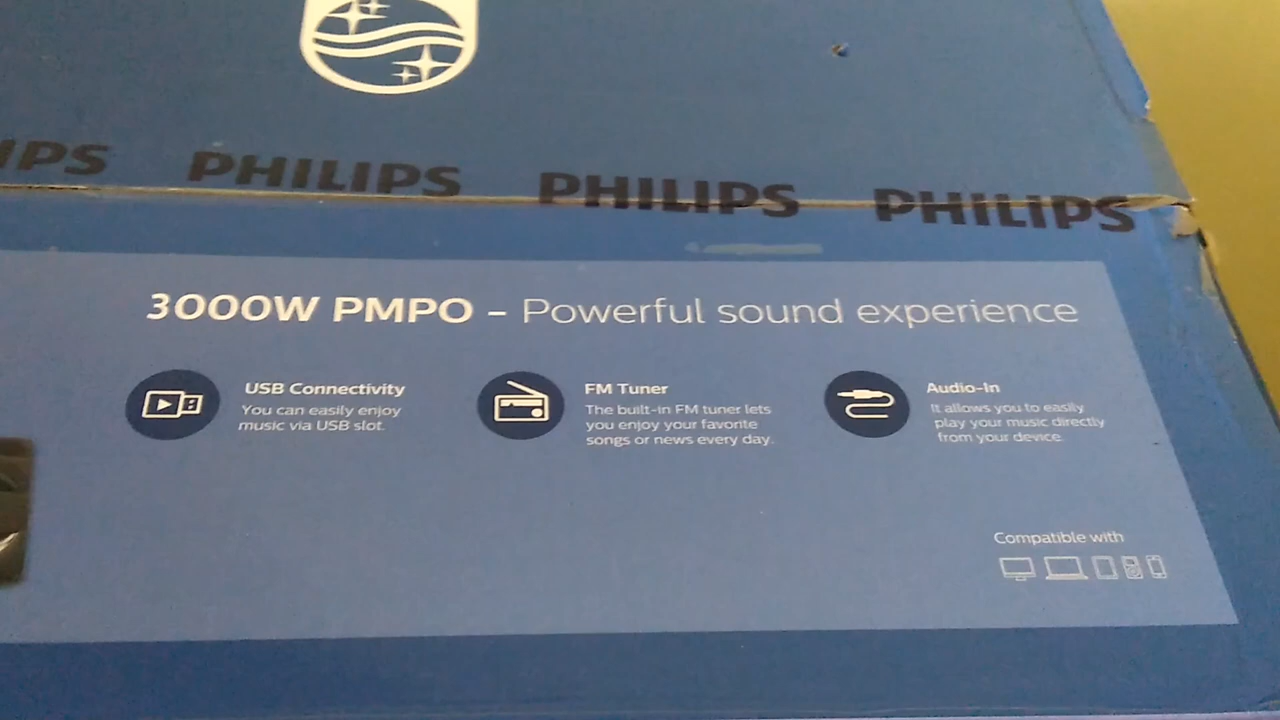 IPS PHILIPS PHILIPS PHILIPS
3000W PMPO – Powerful sound experience
USB Connectivity
You can easily enjoy
music via USB slot.
FM Tuner
The built-in FM tuner lets
you enjoy your favorite
songs or news every day.
Audio-In
It allows you to easily
play your music directly
from your device.
Compatible with